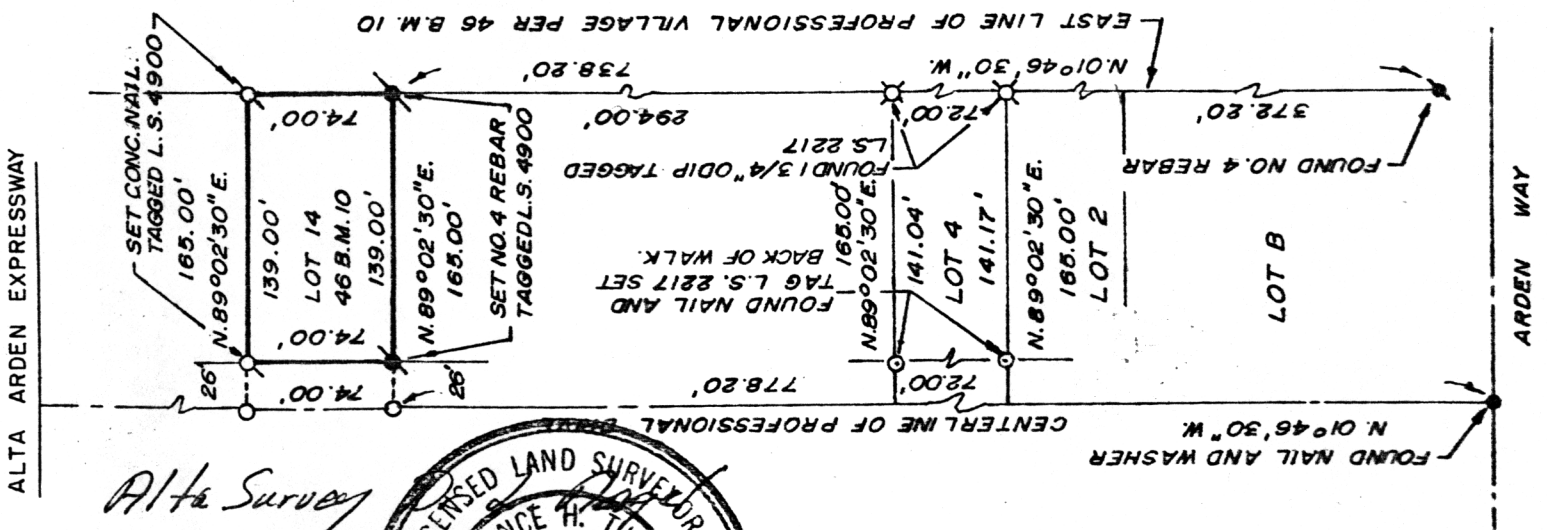 ALTA ARDEN EXPRESSWAY
EAST LINE OF PROFESSIONAL VILLAGE PER 46 B.M. 10
SET CONC. NAIL.
TAGGED L.S. 4900
165.00'
N.89°02'30"E.
74.00'
139.00'
LOT 14
46 B.M. 10
139.00'
74.00'
N.89°02'30"E.
165.00'
SET NO.4 REBAR
TAGGED L.S. 4900
26'
74.00'
26'
738.20'
294.00'
FOUND 1 3/4" ODIP TAGGED
L.S. 2217
FOUND NAIL AND
TAG L.S. 2217 SET
BACK OF WALK.
165.00'
N.89°02'30"E.
72.00'
141.04'
LOT 4
141.17'
72.00'
N.89°02'30"E.
165.00'
LOT 2
N.01°46'30"W.
372.20'
FOUND NO. 4 REBAR
LOT B
778.20'
CENTERLINE OF PROFESSIONAL DRIVE
N. 01°46'30"W.
FOUND NAIL AND WASHER
ARDEN WAY
Alta Survey
LAND SURVEYOR
H.